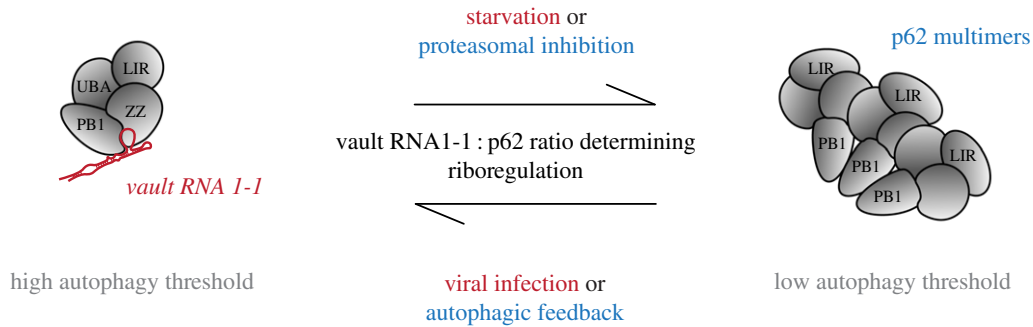 starvation or
proteasomal inhibition
p62 multimers
LIR
UBA
ZZ
PB1
vault RNA 1-1
vault RNA1-1 : p62 ratio determining
riboregulation
LIR
LIR
PB1
PB1
LIR
PB1
high autophagy threshold
viral infection or
autophagic feedback
low autophagy threshold